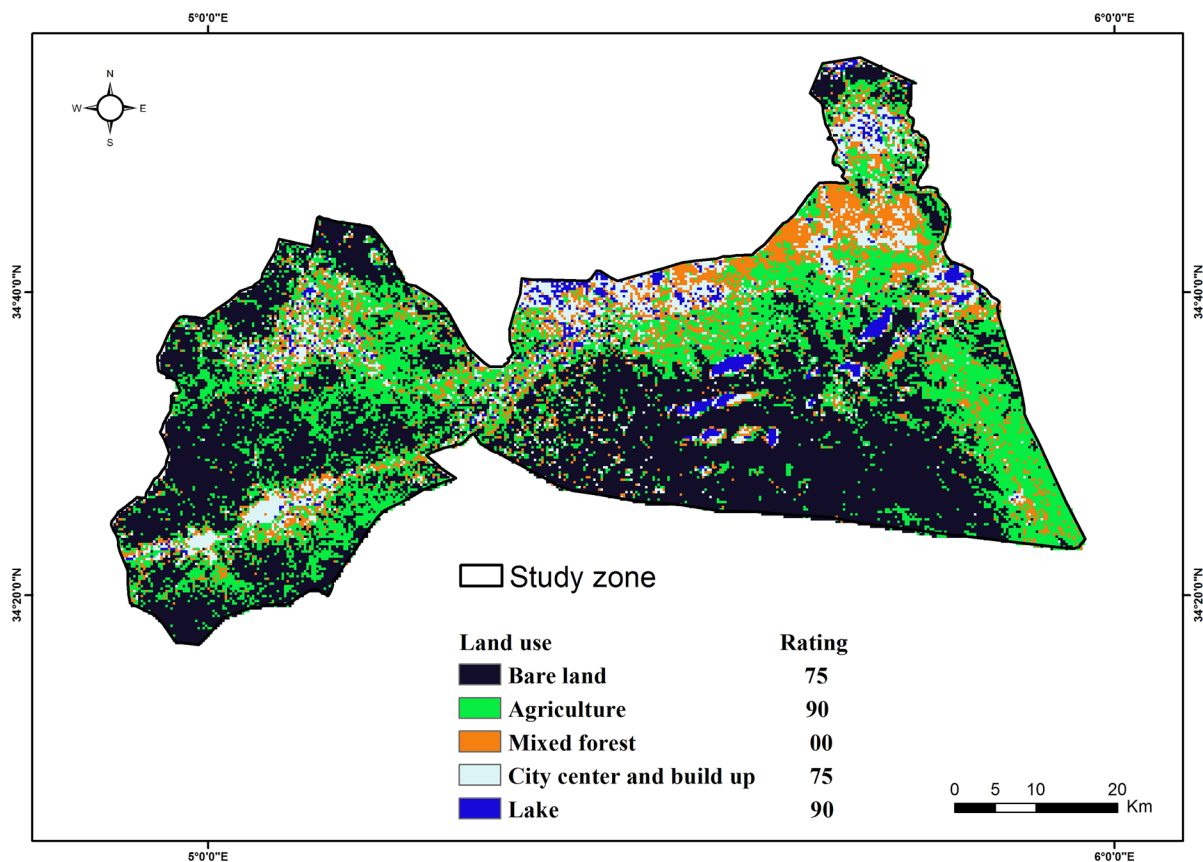 5°0'0"E 6°0'0"E
N
W E
S
34°40'0"N 34°40'0"N
34°20'0"N 34°20'0"N
Study zone
Land use Rating
Bare land 75
Agriculture 90
Mixed forest 00
City center and build up 75
Lake 90
0 5 10 20
Km
5°0'0"E 6°0'0"E